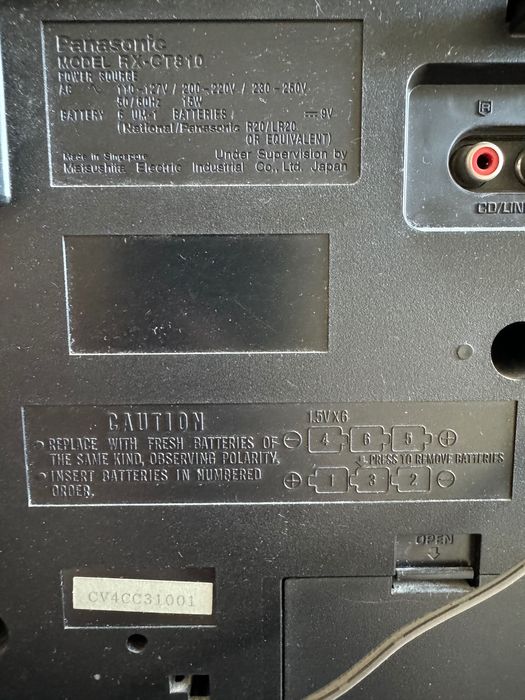 Panasonic
MODEL RX-CT810
POWER SOURCE
AC ~ 110-127V / 200-220V / 230-250V
50/60Hz 15W
BATTERY 6 UM-1 BATTERIES ⎓ 9V
(National/Panasonic R20/LR20
OR EQUIVALENT)
Made in Singapore
Under Supervision by
Matsushita Electric Industrial Co., Ltd. Japan
R
CD/LIN
CAUTION
REPLACE WITH FRESH BATTERIES OF
THE SAME KIND, OBSERVING POLARITY.
INSERT BATTERIES IN NUMBERED
ORDER.
1.5V×6
⊖ 4 6 5 ⊕
PRESS TO REMOVE BATTERIES
⊕ 1 3 2 ⊖
OPEN
CV4CC31001